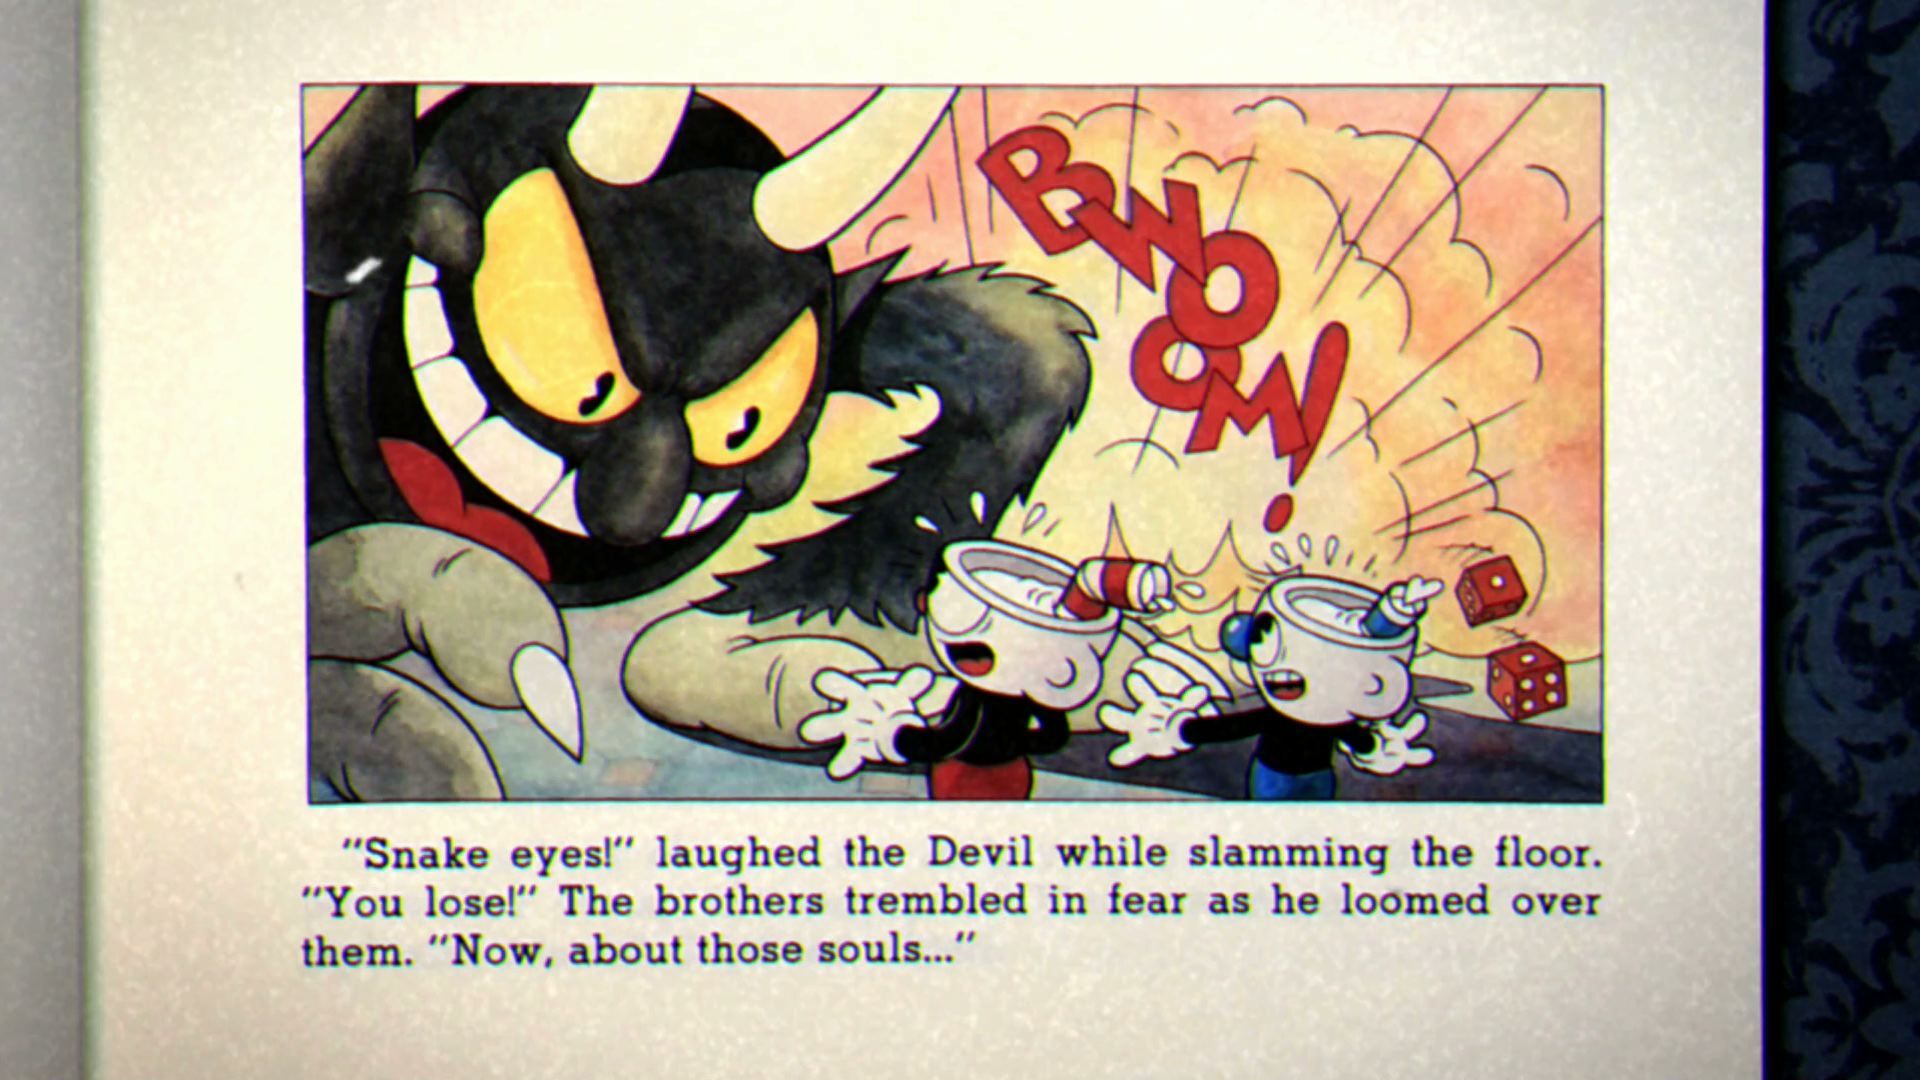 BWOOM!
“Snake eyes!” laughed the Devil while slamming the floor.
“You lose!” The brothers trembled in fear as he loomed over
them. “Now, about those souls...”